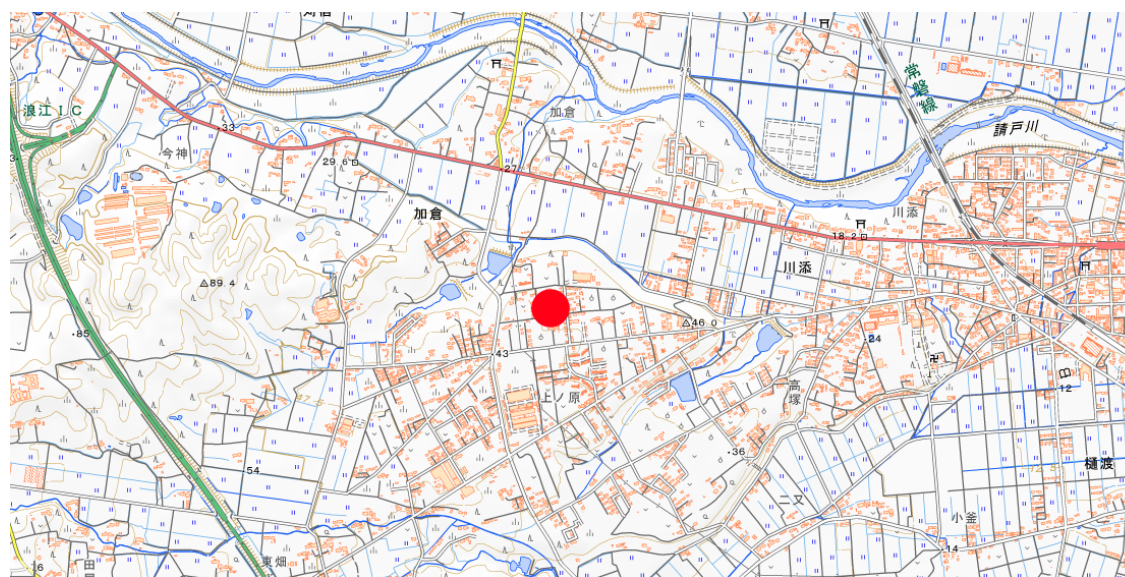 常磐線
請戸川
浪江IC
加倉
33
今神
29.6
27
川添
加倉
18.2
川添
89.4
46.0
85
24
43
上ノ原
高塚
12
36
54
樋渡
二又
小釜
14
東畑
16
田